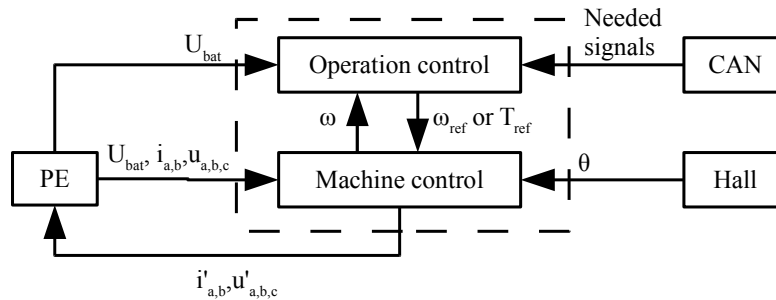 Needed
signals
U_bat
Operation control
CAN
ω
ω_ref or T_ref
U_bat, i_a,b,u_a,b,c
θ
PE
Machine control
Hall
i'_a,b,u'_a,b,c